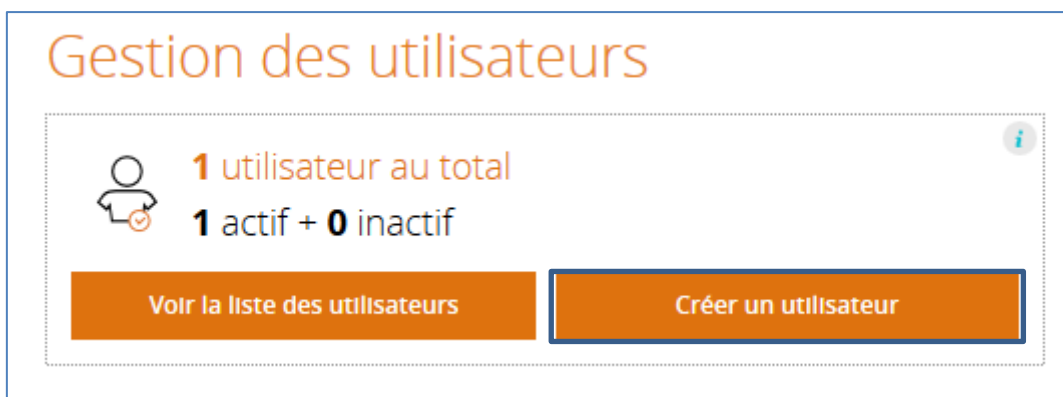 Gestion des utilisateurs
i
1 utilisateur au total
1 actif + 0 inactif
Voir la liste des utilisateurs
Créer un utilisateur